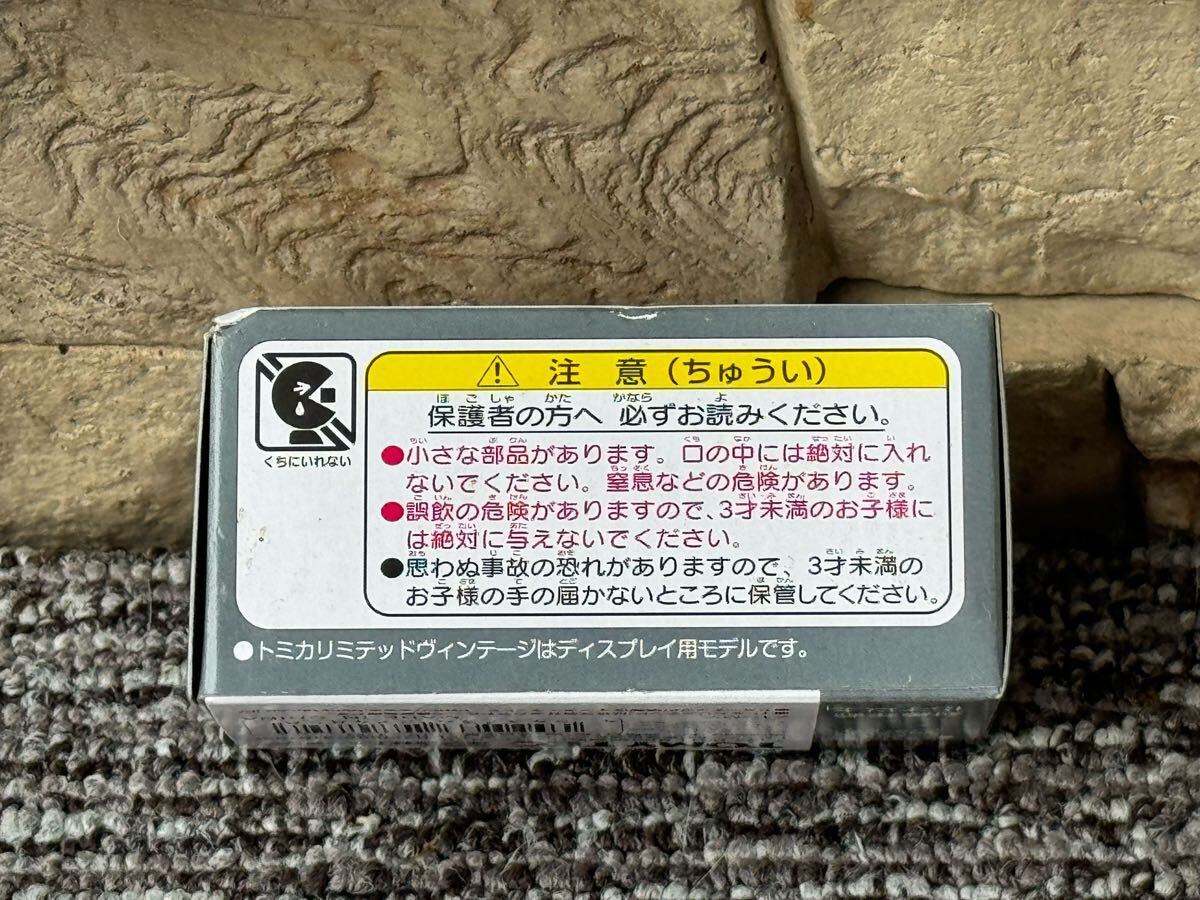 ⚠ 注 意(ちゅうい)
保護者の方へ 必ずお読みください。
くちにいれない
●小さな部品があります。口の中には絶対に入れ
ないでください。窒息などの危険があります。
●誤飲の危険がありますので、3才未満のお子様に
は絶対に与えないでください。
●思わぬ事故の恐れがありますので、3才未満の
お子様の手の届かないところに保管してください。
●トミカリミテッドヴィンテージはディスプレイ用モデルです。